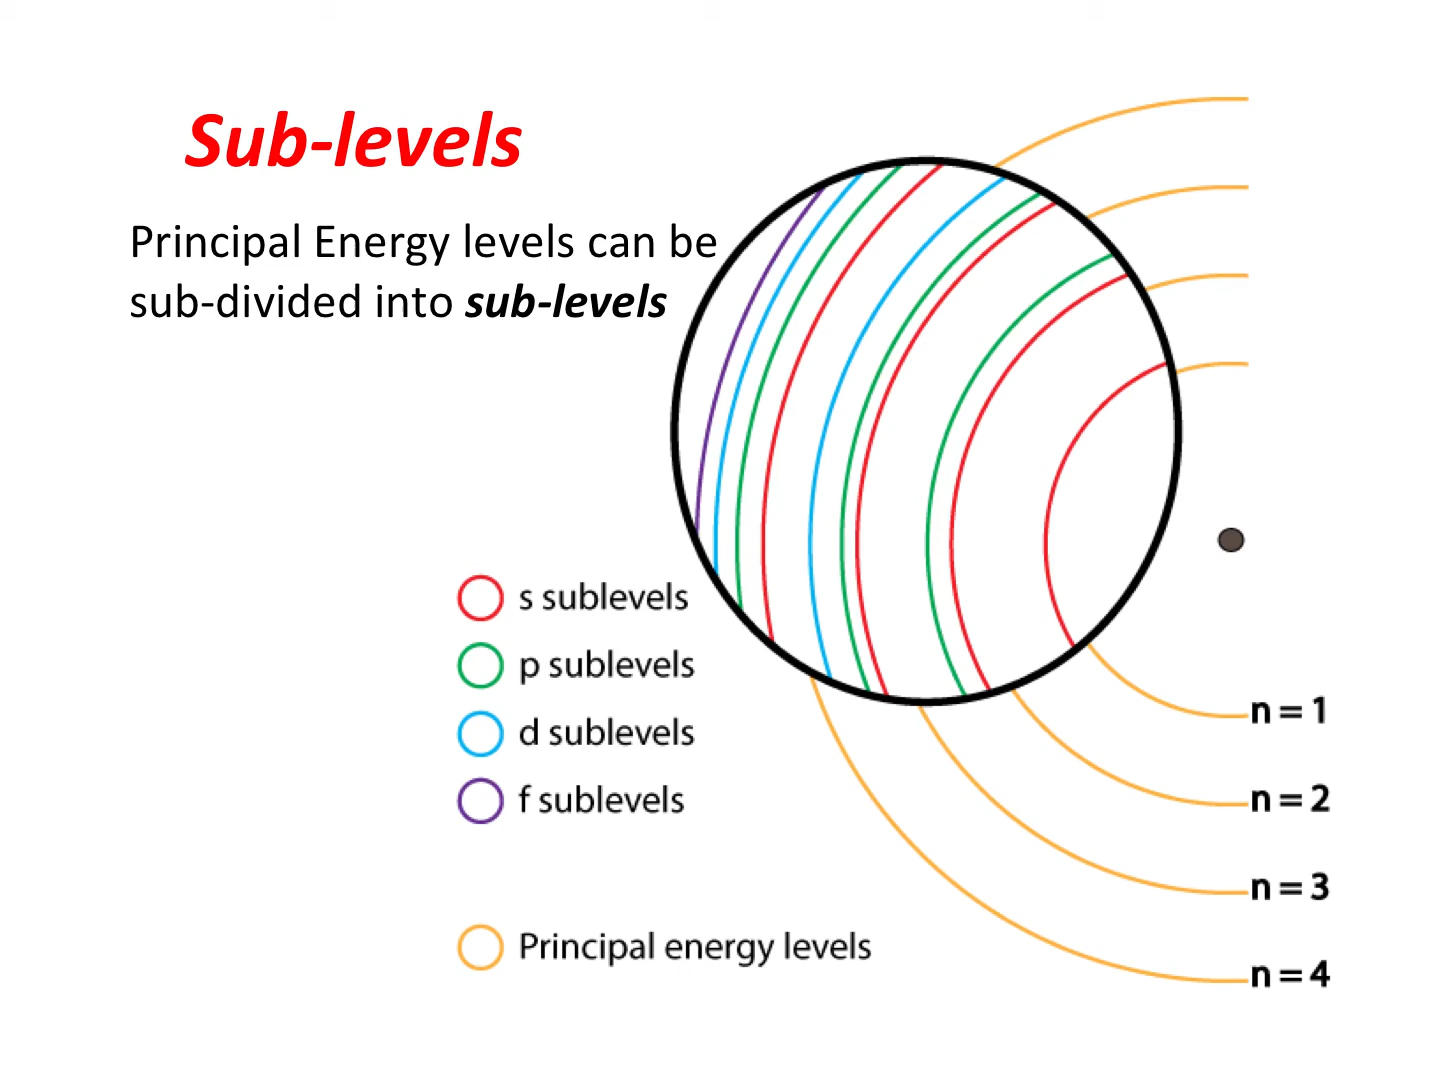 Sub-levels
Principal Energy levels can be
sub-divided into sub-levels
s sublevels
p sublevels
d sublevels
f sublevels
Principal energy levels
n = 1
n = 2
n = 3
n = 4